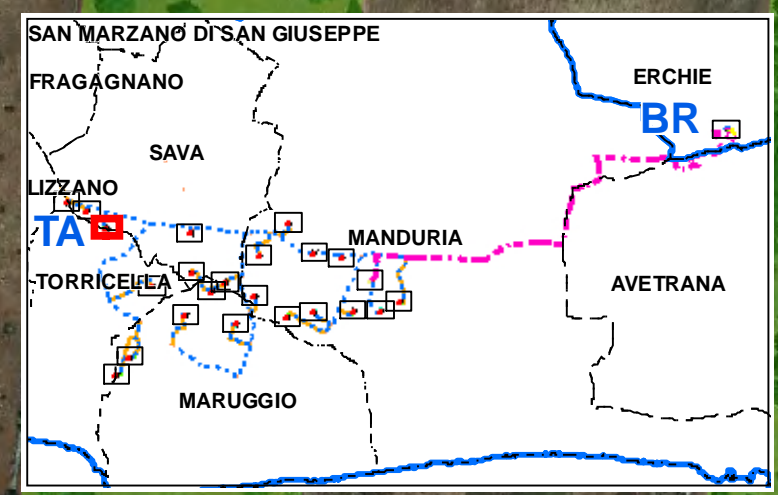 SAN MARZANO DI SAN GIUSEPPE
ERCHIE
FRAGAGNANO
BR
SAVA
LIZZANO
TA
MANDURIA
TORRICELLA
AVETRANA
MARUGGIO